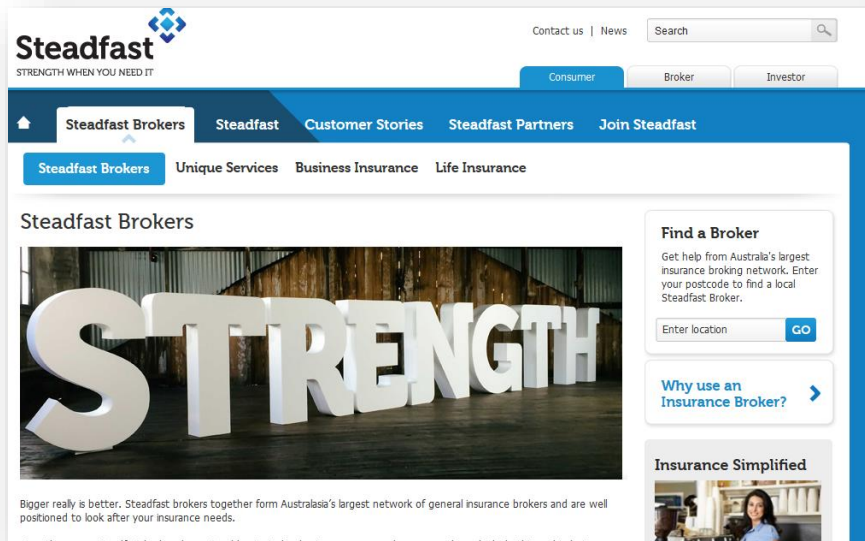 Steadfast
STRENGTH WHEN YOU NEED IT
Contact us | News
Search
Consumer
Broker
Investor
Steadfast Brokers
Steadfast
Customer Stories
Steadfast Partners
Join Steadfast
Steadfast Brokers
Unique Services
Business Insurance
Life Insurance
Steadfast Brokers
STRENGTH
Bigger really is better. Steadfast brokers together form Australasia's largest network of general insurance brokers and are well
positioned to look after your insurance needs.
Find a Broker
Get help from Australia's largest
insurance broking network. Enter
your postcode to find a local
Steadfast Broker.
Enter location
GO
Why use an
Insurance Broker?
Insurance Simplified